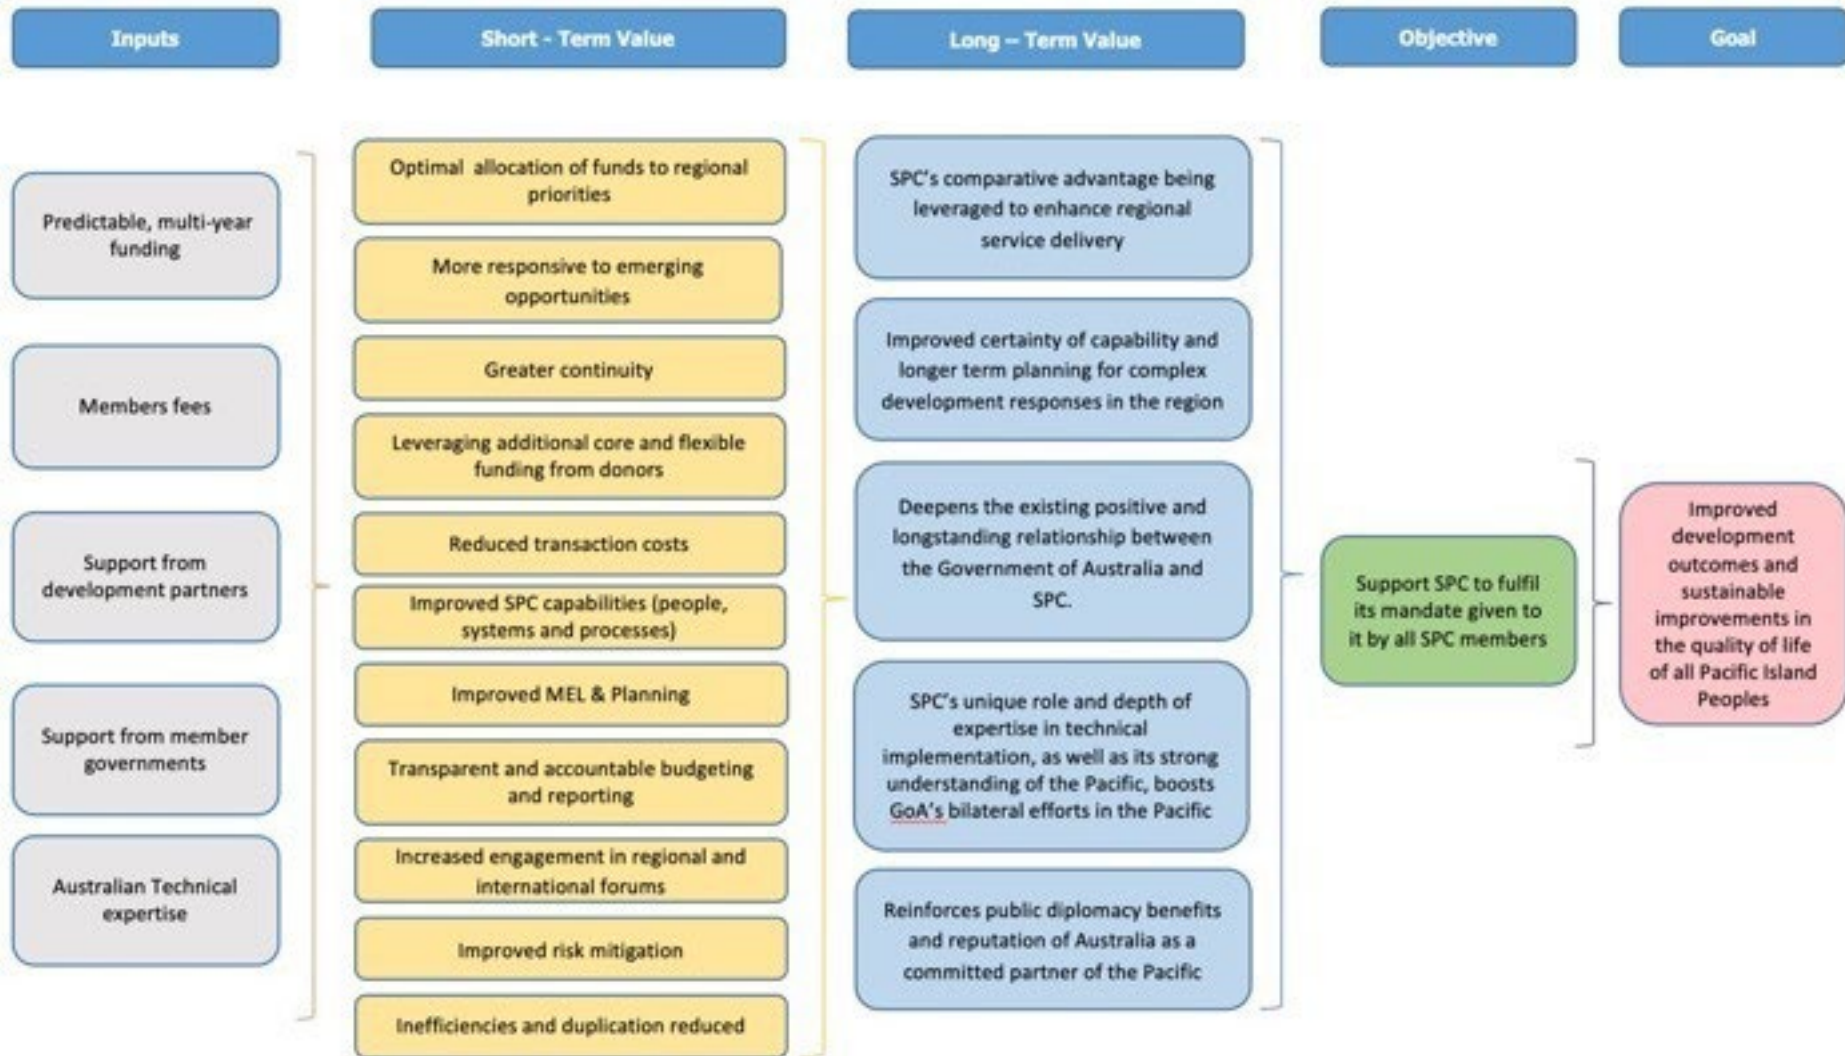 Inputs
Short - Term Value
Long – Term Value
Objective
Goal
Predictable, multi-year
funding
Members fees
Support from
development partners
Support from member
governments
Australian Technical
expertise
Optimal allocation of funds to regional
priorities
More responsive to emerging
opportunities
Greater continuity
Leveraging additional core and flexible
funding from donors
Reduced transaction costs
Improved SPC capabilities (people,
systems and processes)
Improved MEL & Planning
Transparent and accountable budgeting
and reporting
Increased engagement in regional and
international forums
Improved risk mitigation
Inefficiencies and duplication reduced
SPC's comparative advantage being
leveraged to enhance regional
service delivery
Improved certainty of capability and
longer term planning for complex
development responses in the region
Deepens the existing positive and
longstanding relationship between
the Government of Australia and
SPC.
SPC's unique role and depth of
expertise in technical
implementation, as well as its strong
understanding of the Pacific, boosts
GoA's bilateral efforts in the Pacific
Reinforces public diplomacy benefits
and reputation of Australia as a
committed partner of the Pacific
Support SPC to fulfil
its mandate given to
it by all SPC members
Improved
development
outcomes and
sustainable
improvements in
the quality of life
of all Pacific Island
Peoples